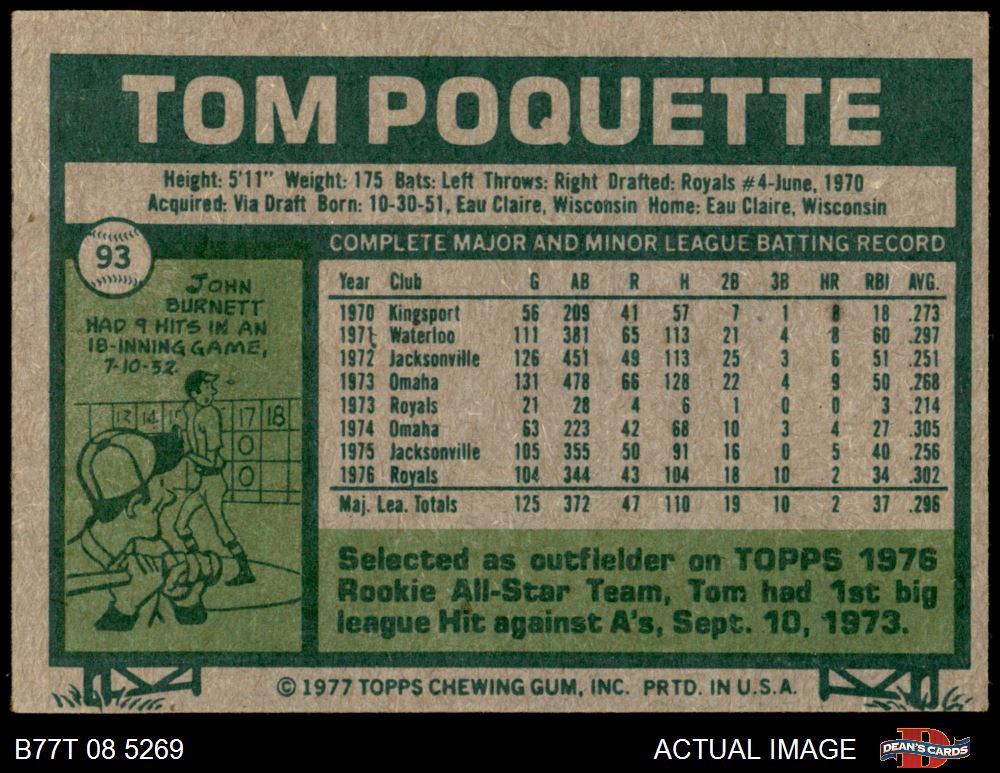 TOM POQUETTE
Height: 5'11" Weight: 175 Bats: Left Throws: Right Drafted: Royals #4-June, 1970
Acquired: Via Draft Born: 10-30-51, Eau Claire, Wisconsin Home: Eau Claire, Wisconsin
93
JOHN
BURNETT
HAD 9 HITS IN AN
18-INNING GAME,
7-10-32.
13 14 15 17 18
0
0
0
COMPLETE MAJOR AND MINOR LEAGUE BATTING RECORD
Year Club G AB R H 2B 3B HR RBI AVG.
1970 Kingsport 56 209 41 57 7 1 8 18 .273
1971 Waterloo 111 381 65 113 21 4 8 60 .297
1972 Jacksonville 126 451 49 113 25 3 6 51 .251
1973 Omaha 131 478 66 128 22 4 9 50 .268
1973 Royals 21 28 4 6 1 0 0 3 .214
1974 Omaha 63 223 42 68 10 3 4 27 .305
1975 Jacksonville 105 355 50 91 16 0 5 40 .256
1976 Royals 104 344 43 104 18 10 2 34 .302
Maj. Lea. Totals 125 372 47 110 19 10 2 37 .296
Selected as outfielder on TOPPS 1976
Rookie All-Star Team, Tom had 1st big
league Hit against A's, Sept. 10, 1973.
© 1977 TOPPS CHEWING GUM, INC. PRTD. IN U.S.A.
B77T 08 5269
ACTUAL IMAGE
DEAN'S CARDS